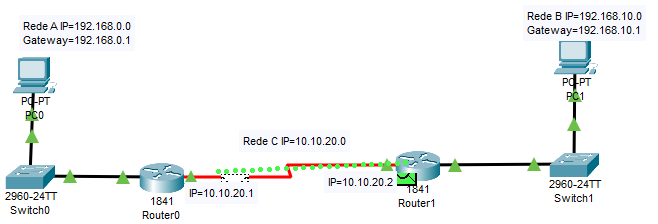 Rede A IP=192.168.0.0
Gateway=192.168.0.1
Rede B IP=192.168.10.0
Gateway=192.168.10.1
PC-PT
PC0
PC-PT
PC1
Rede C IP=10.10.20.0
2960-24TT
Switch0
1841
Router0
IP=10.10.20.1
IP=10.10.20.2
1841
Router1
2960-24TT
Switch1